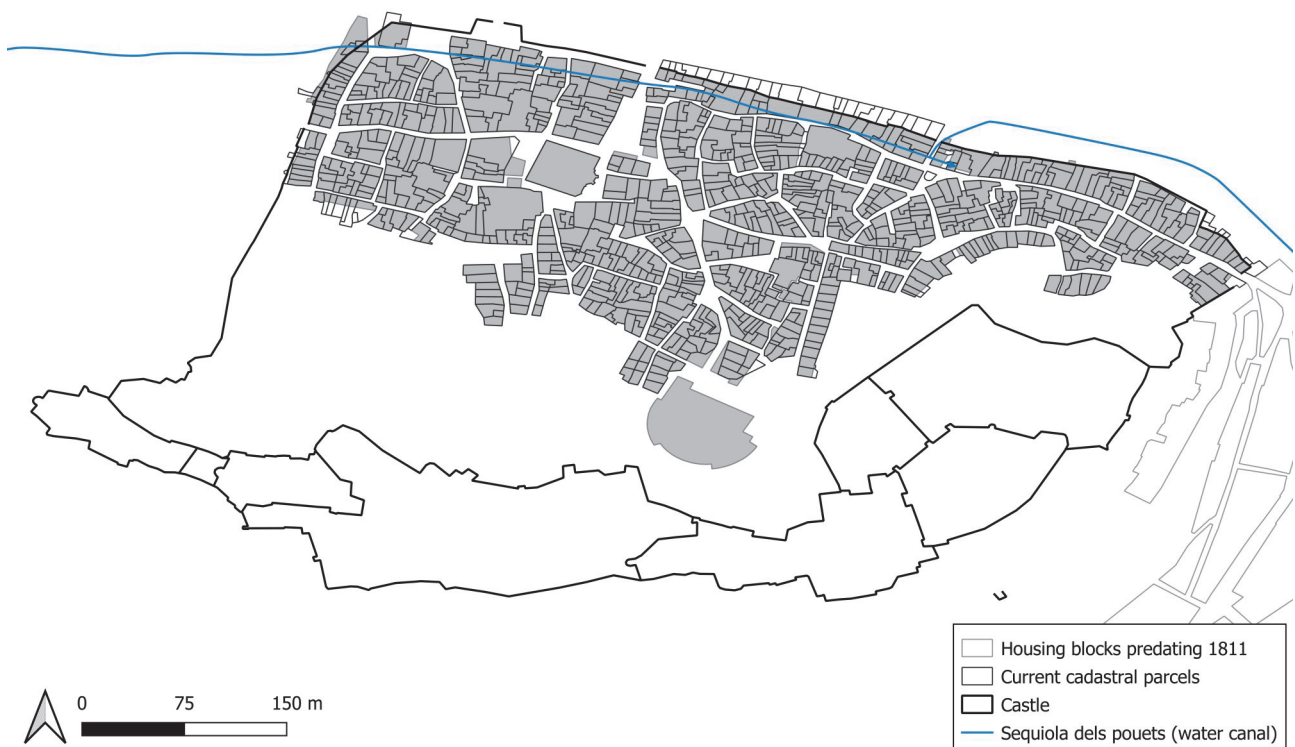 0 75 150 m
Housing blocks predating 1811
Current cadastral parcels
Castle
Sequiola dels pouets (water canal)